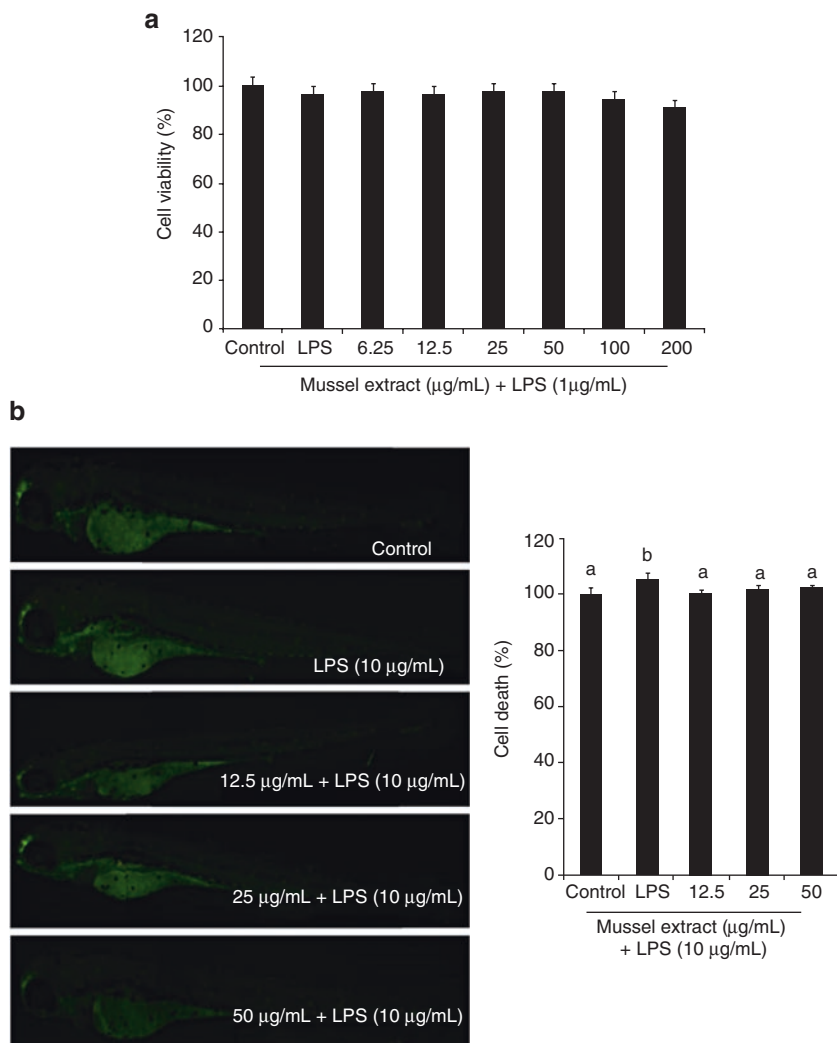 a
120
100
80
60
40
20
0
Cell viability (%)
Control LPS 6.25 12.5 25 50 100 200
Mussel extract (μg/mL) + LPS (1μg/mL)
b
Control
LPS (10 μg/mL)
12.5 μg/mL + LPS (10 μg/mL)
25 μg/mL + LPS (10 μg/mL)
50 μg/mL + LPS (10 μg/mL)
120
100
80
60
40
20
0
Cell death (%)
a b a a a
Control LPS 12.5 25 50
Mussel extract (μg/mL)
+ LPS (10 μg/mL)